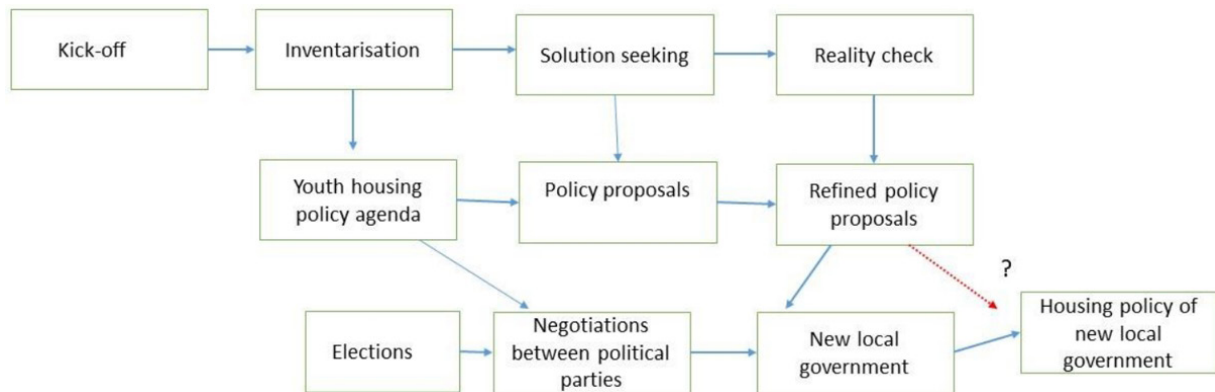 Kick-off
Inventarisation
Solution seeking
Reality check
Youth housing
policy agenda
Policy proposals
Refined policy
proposals
?
Elections
Negotiations
between political
parties
New local
government
Housing policy of
new local
government